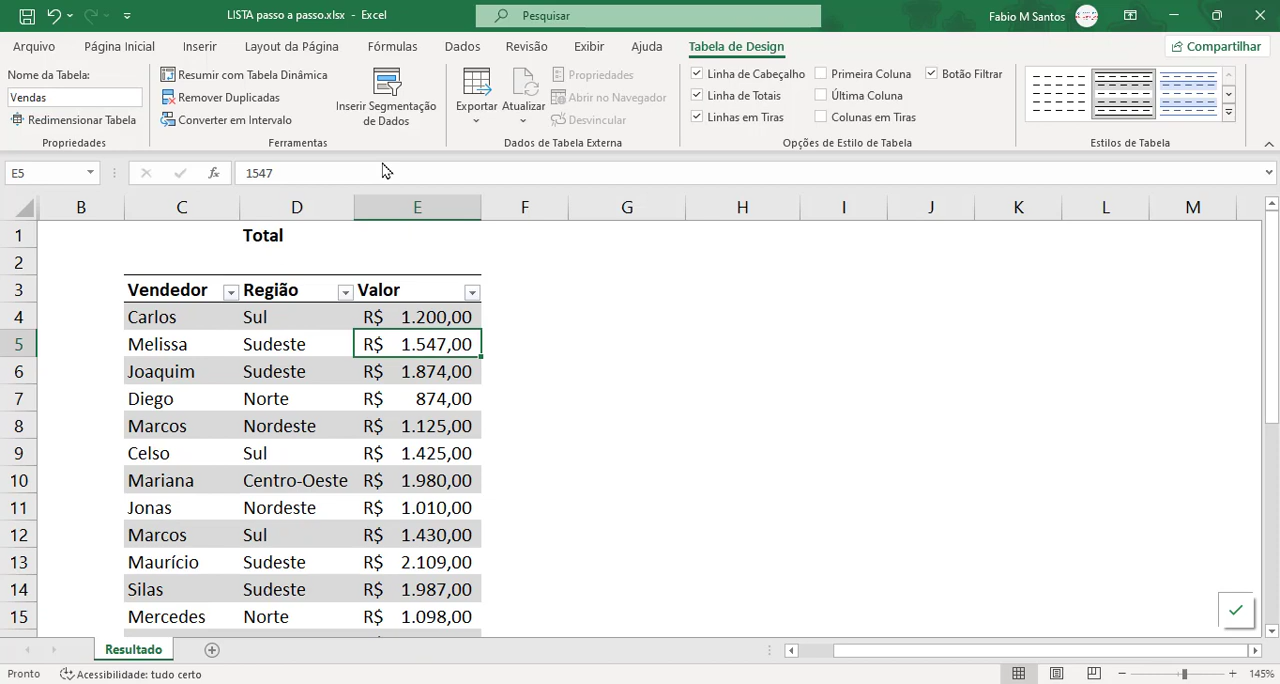 LISTA passo a passo.xlsx - Excel
Pesquisar
Fabio M Santos
Arquivo Página Inicial Inserir Layout da Página Fórmulas Dados Revisão Exibir Ajuda Tabela de Design
Compartilhar
Nome da Tabela:
Vendas
Redimensionar Tabela
Propriedades
Resumir com Tabela Dinâmica
Remover Duplicadas
Converter em Intervalo
Inserir Segmentação
de Dados
Ferramentas
Exportar
Atualizar
Propriedades
Abrir no Navegador
Desvincular
Dados de Tabela Externa
Linha de Cabeçalho
Linha de Totais
Linhas em Tiras
Primeira Coluna
Última Coluna
Colunas em Tiras
Botão Filtrar
Opções de Estilo de Tabela
Estilos de Tabela
E5
fx
1547
B C D E F G H I J K L M
1 Total
2
3 Vendedor Região Valor
4 Carlos Sul R$ 1.200,00
5 Melissa Sudeste R$ 1.547,00
6 Joaquim Sudeste R$ 1.874,00
7 Diego Norte R$ 874,00
8 Marcos Nordeste R$ 1.125,00
9 Celso Sul R$ 1.425,00
10 Mariana Centro-Oeste R$ 1.980,00
11 Jonas Nordeste R$ 1.010,00
12 Marcos Sul R$ 1.430,00
13 Maurício Sudeste R$ 2.109,00
14 Silas Sudeste R$ 1.987,00
15 Mercedes Norte R$ 1.098,00
Resultado
Pronto
Acessibilidade: tudo certo
145%